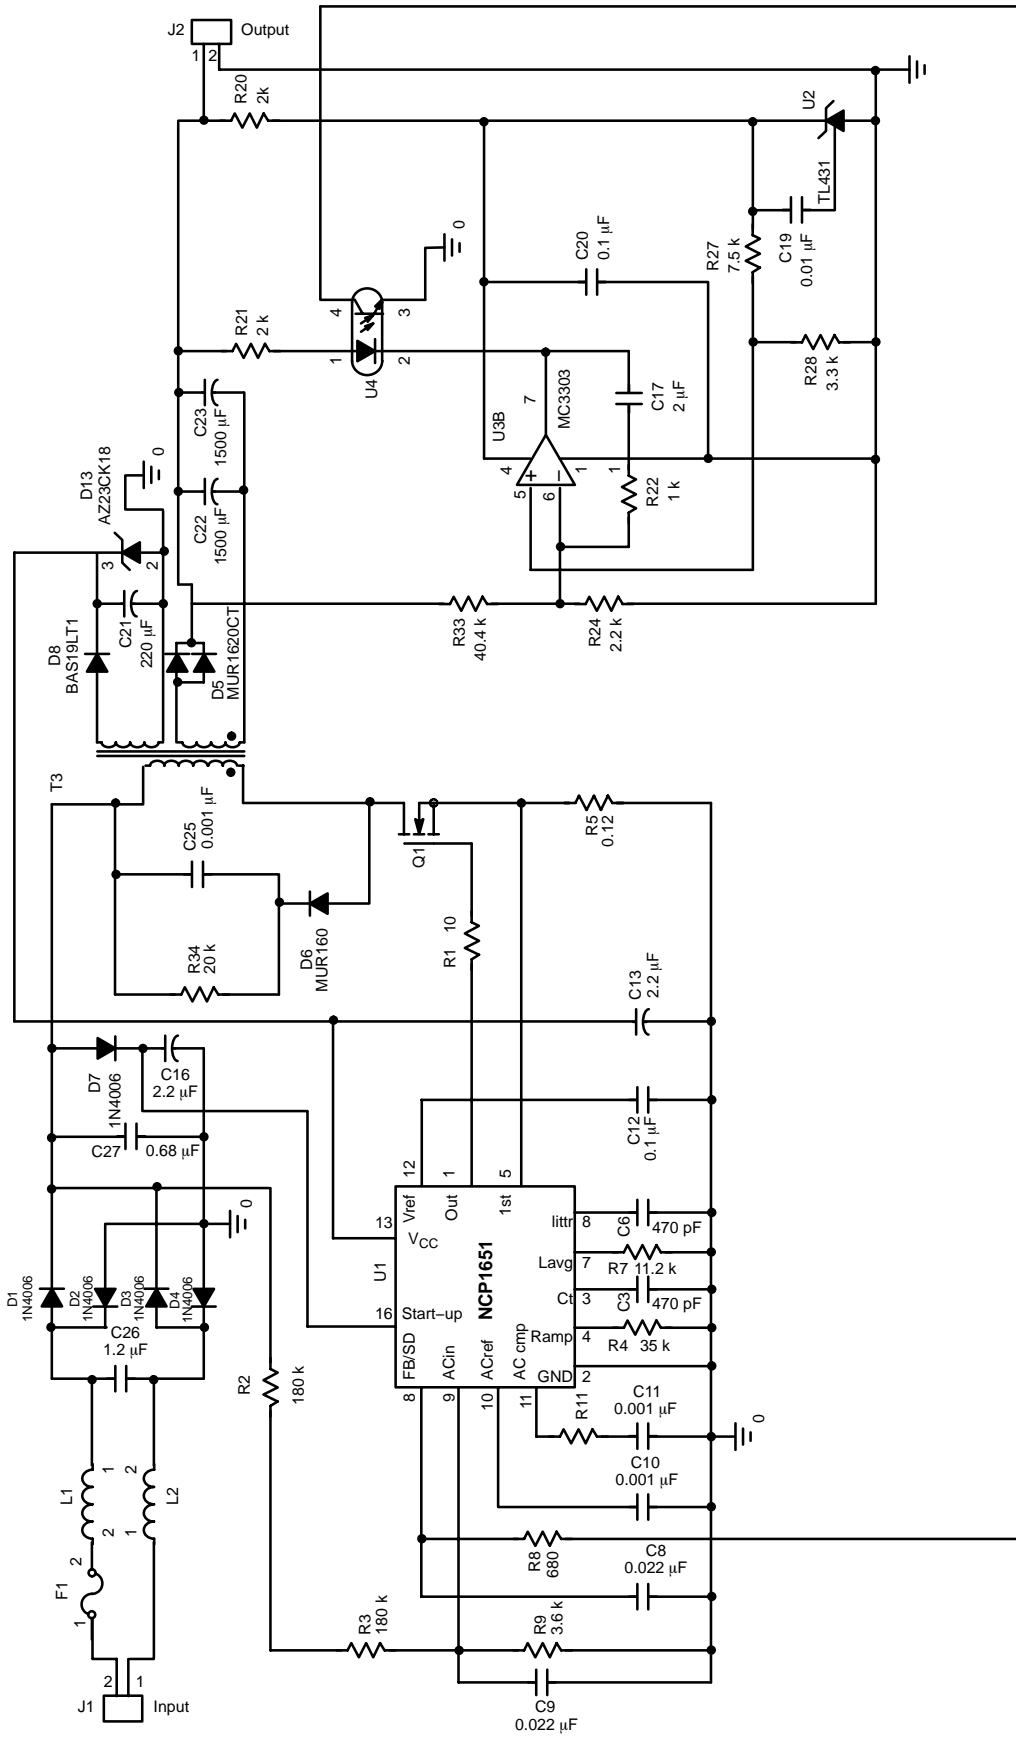 J2
Output
1
2
R20
2k
U2
TL431
C19
0.01 µF
R27
7.5 k
R28
3.3 k
C20
0.1 µF
0
4
3
1
2
U4
R21
2 k
C23
1500 µF
C22
1500 µF
U3B
4
5
6
1
7
MC3303
C17
2 µF
1
R22
1 k
R33
40.4 k
R24
2.2 k
D13
AZ23CK18
0
3
2
C21
220 µF
D8
BAS19LT1
D5
MUR1620CT
T3
C25
0.001 µF
R34
20 k
D6
MUR160
Q1
R1 10
R5
0.12
C13
2.2 µF
C12
0.1 µF
D7
1N4006
C16
2.2 µF
C27
0.68 µF
0
D1
1N4006
D2
1N4006
D3
1N4006
D4
1N4006
C26
1.2 µF
R2
180 k
U1
NCP1651
13
VCC
16
Start–up
12
Vref
1
Out
5
1st
Iittr
8
Lavg
7
Ct
3
Ramp
4
GND
2
8
FB/SD
9
ACin
10
ACref
11
AC cmp
C6
470 pF
R7 11.2 k
C3
470 pF
R4 35 k
R11
C11
0.001 µF
0
C10
0.001 µF
R8
680
C8
0.022 µF
R3
180 k
R9
3.6 k
C9
0.022 µF
L1
1
2
L2
2
1
F1
2
1
J1
Input
2
1